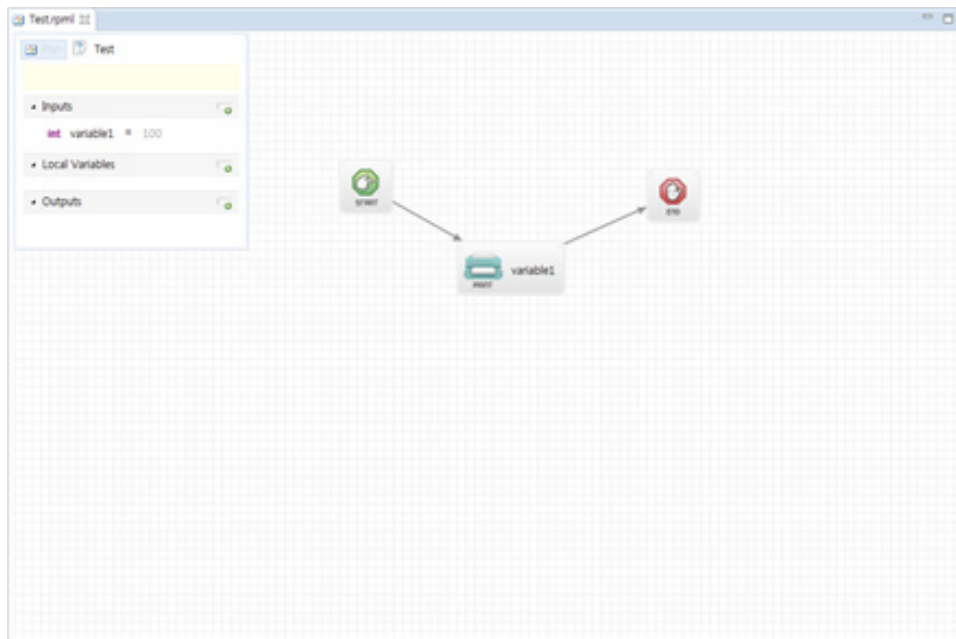 Test.rpml
Test
Inputs
int variable1 = 100
Local Variables
Outputs
START
PRINT
variable1
END